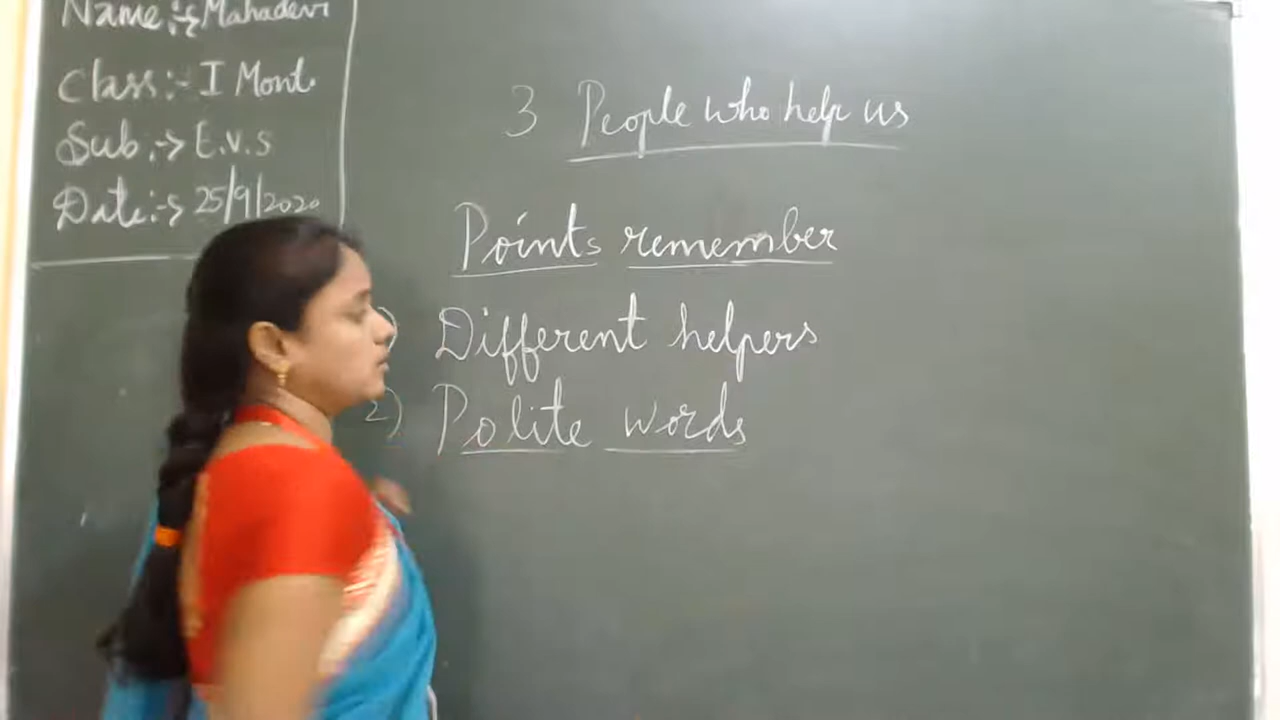 Name :-> Mahadevi
Class :- I Mont.
Sub :-> E.V.S
Date :-> 25/9/2020
3 People who help us
Points remember
) Different helpers
2) Polite words